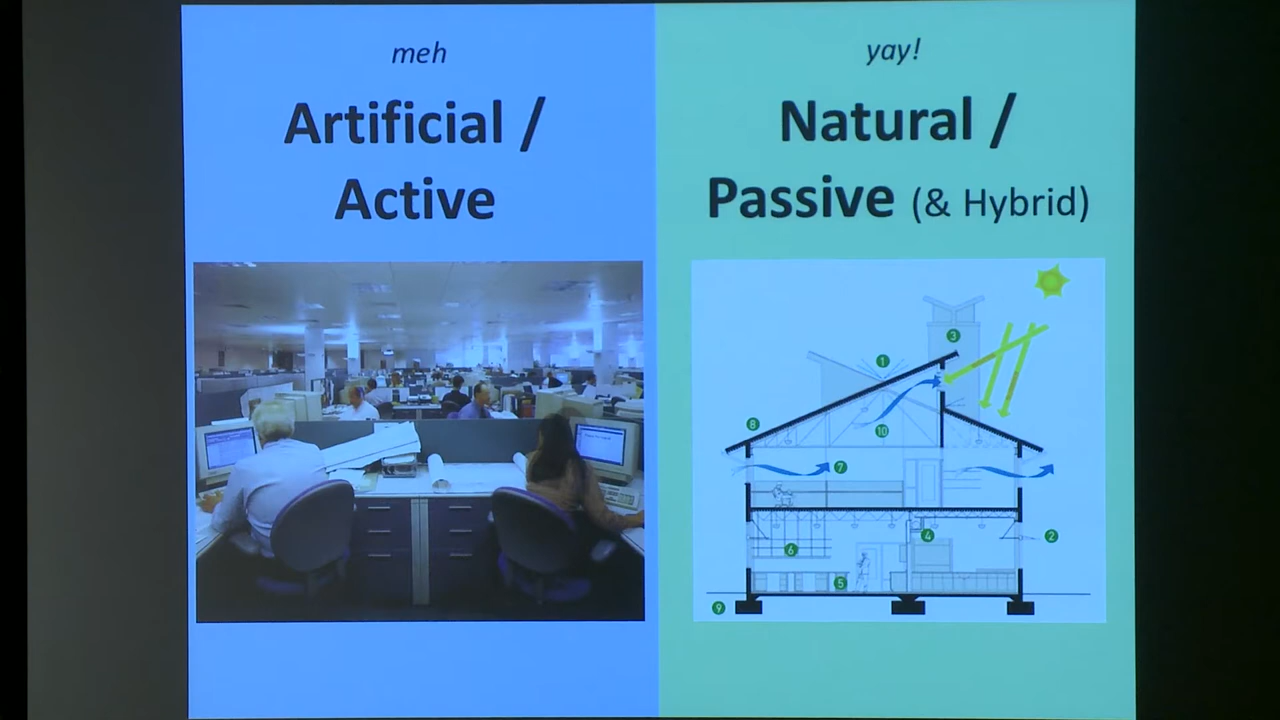 meh
Artificial /
Active
yay!
Natural /
Passive (& Hybrid)
3
1
8
10
7
2
4
6
5
9